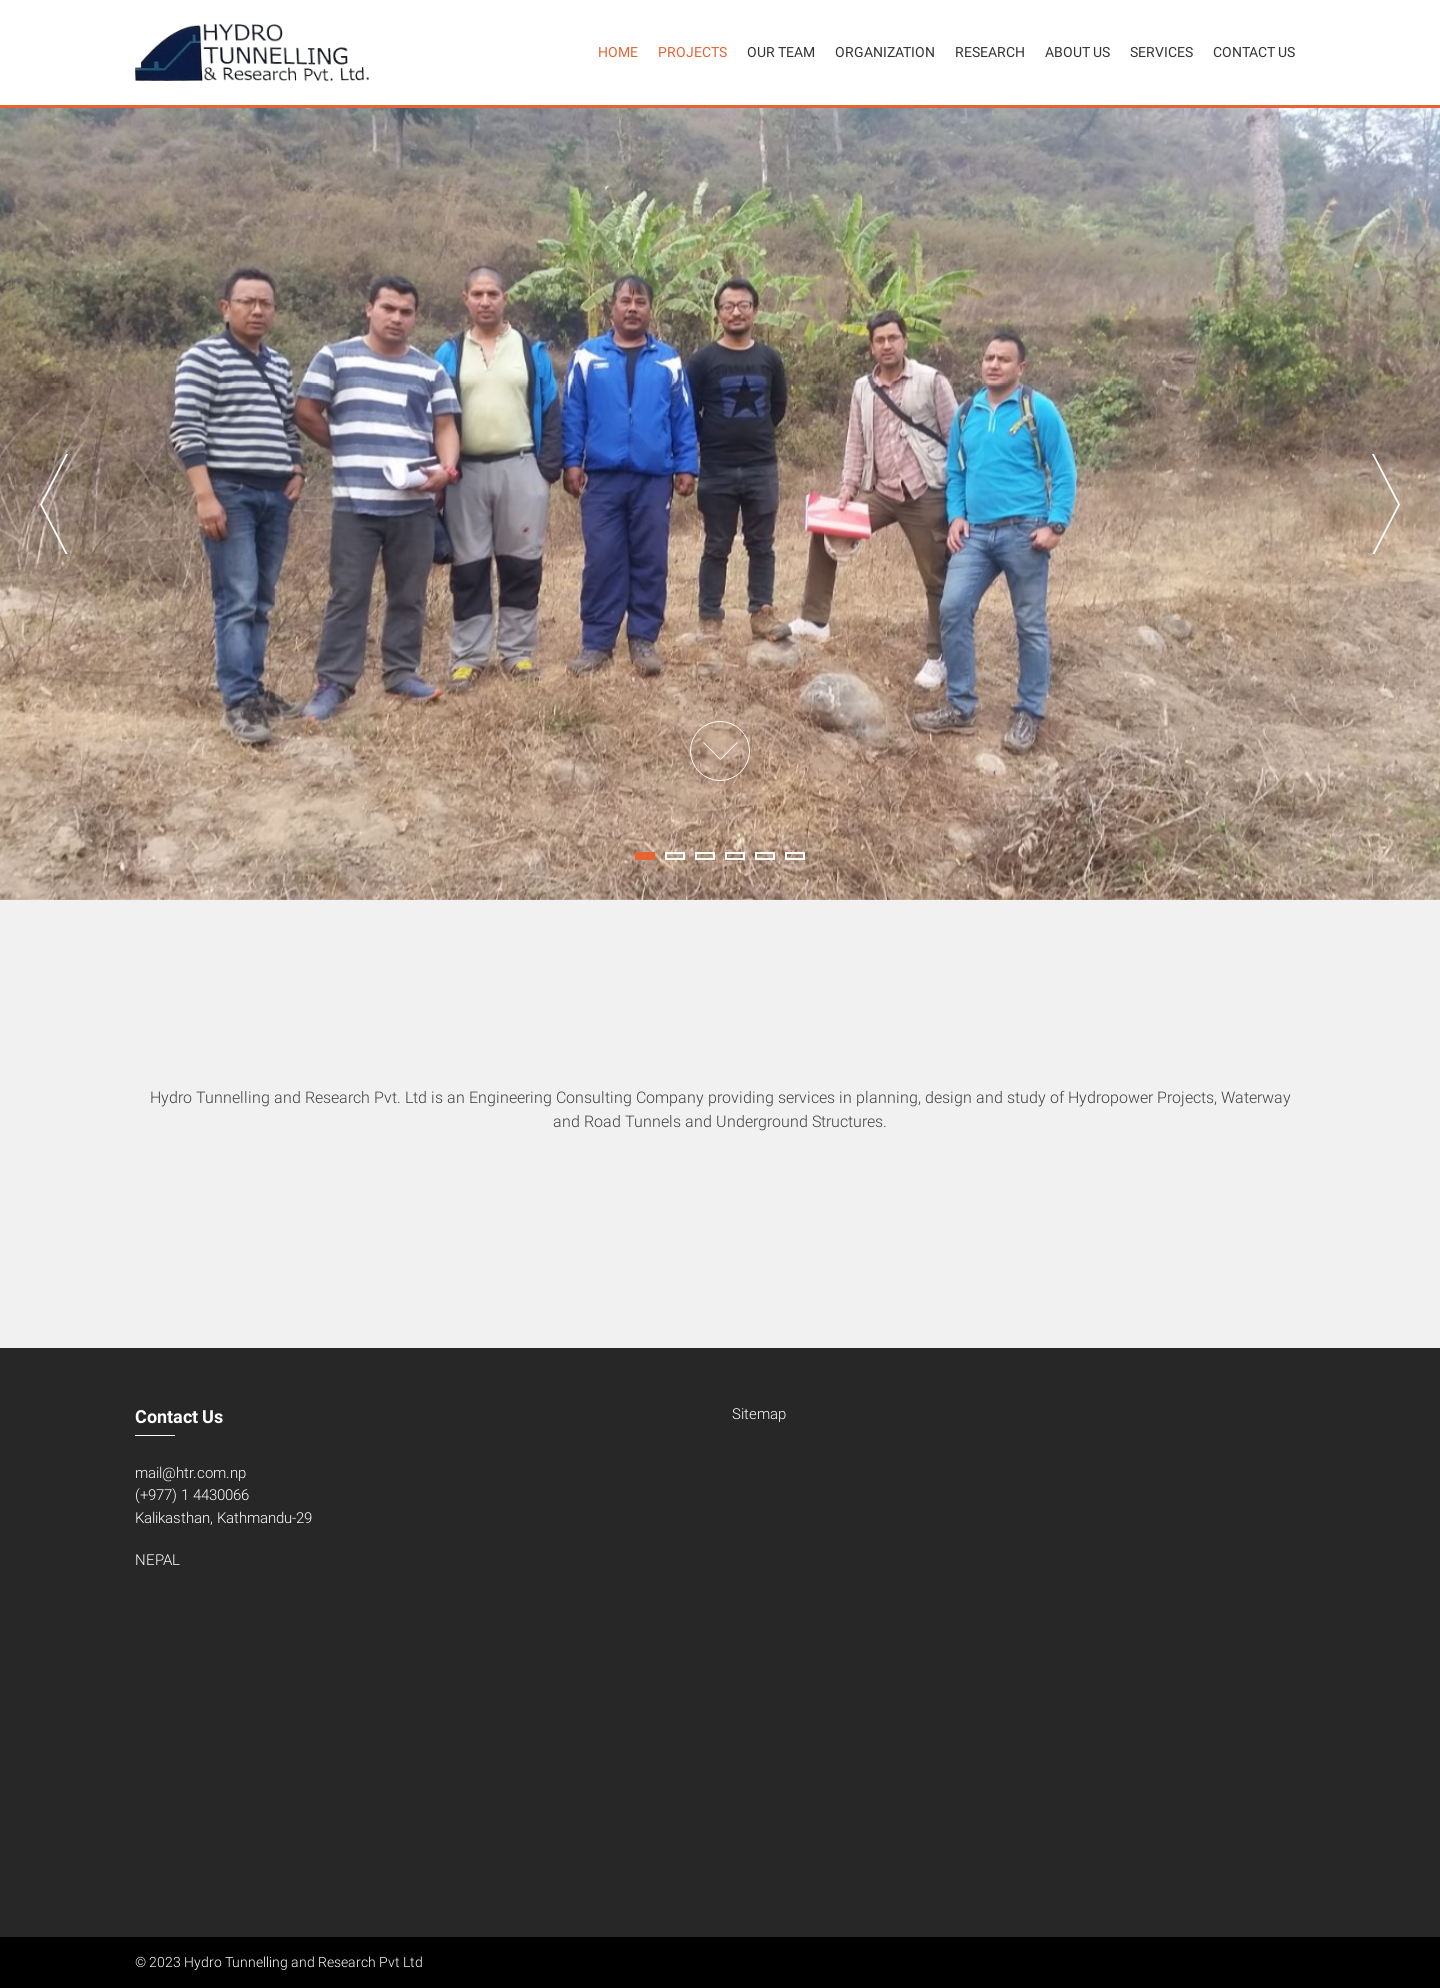 HYDRO
TUNNELLING
& Research Pvt. Ltd.
HOME PROJECTS OUR TEAM ORGANIZATION RESEARCH ABOUT US SERVICES CONTACT US
Hydro Tunnelling and Research Pvt. Ltd is an Engineering Consulting Company providing services in planning, design and study of Hydropower Projects, Waterway
and Road Tunnels and Underground Structures.
Contact Us
mail@htr.com.np
(+977) 1 4430066
Kalikasthan, Kathmandu-29
NEPAL
Sitemap
© 2023 Hydro Tunnelling and Research Pvt Ltd